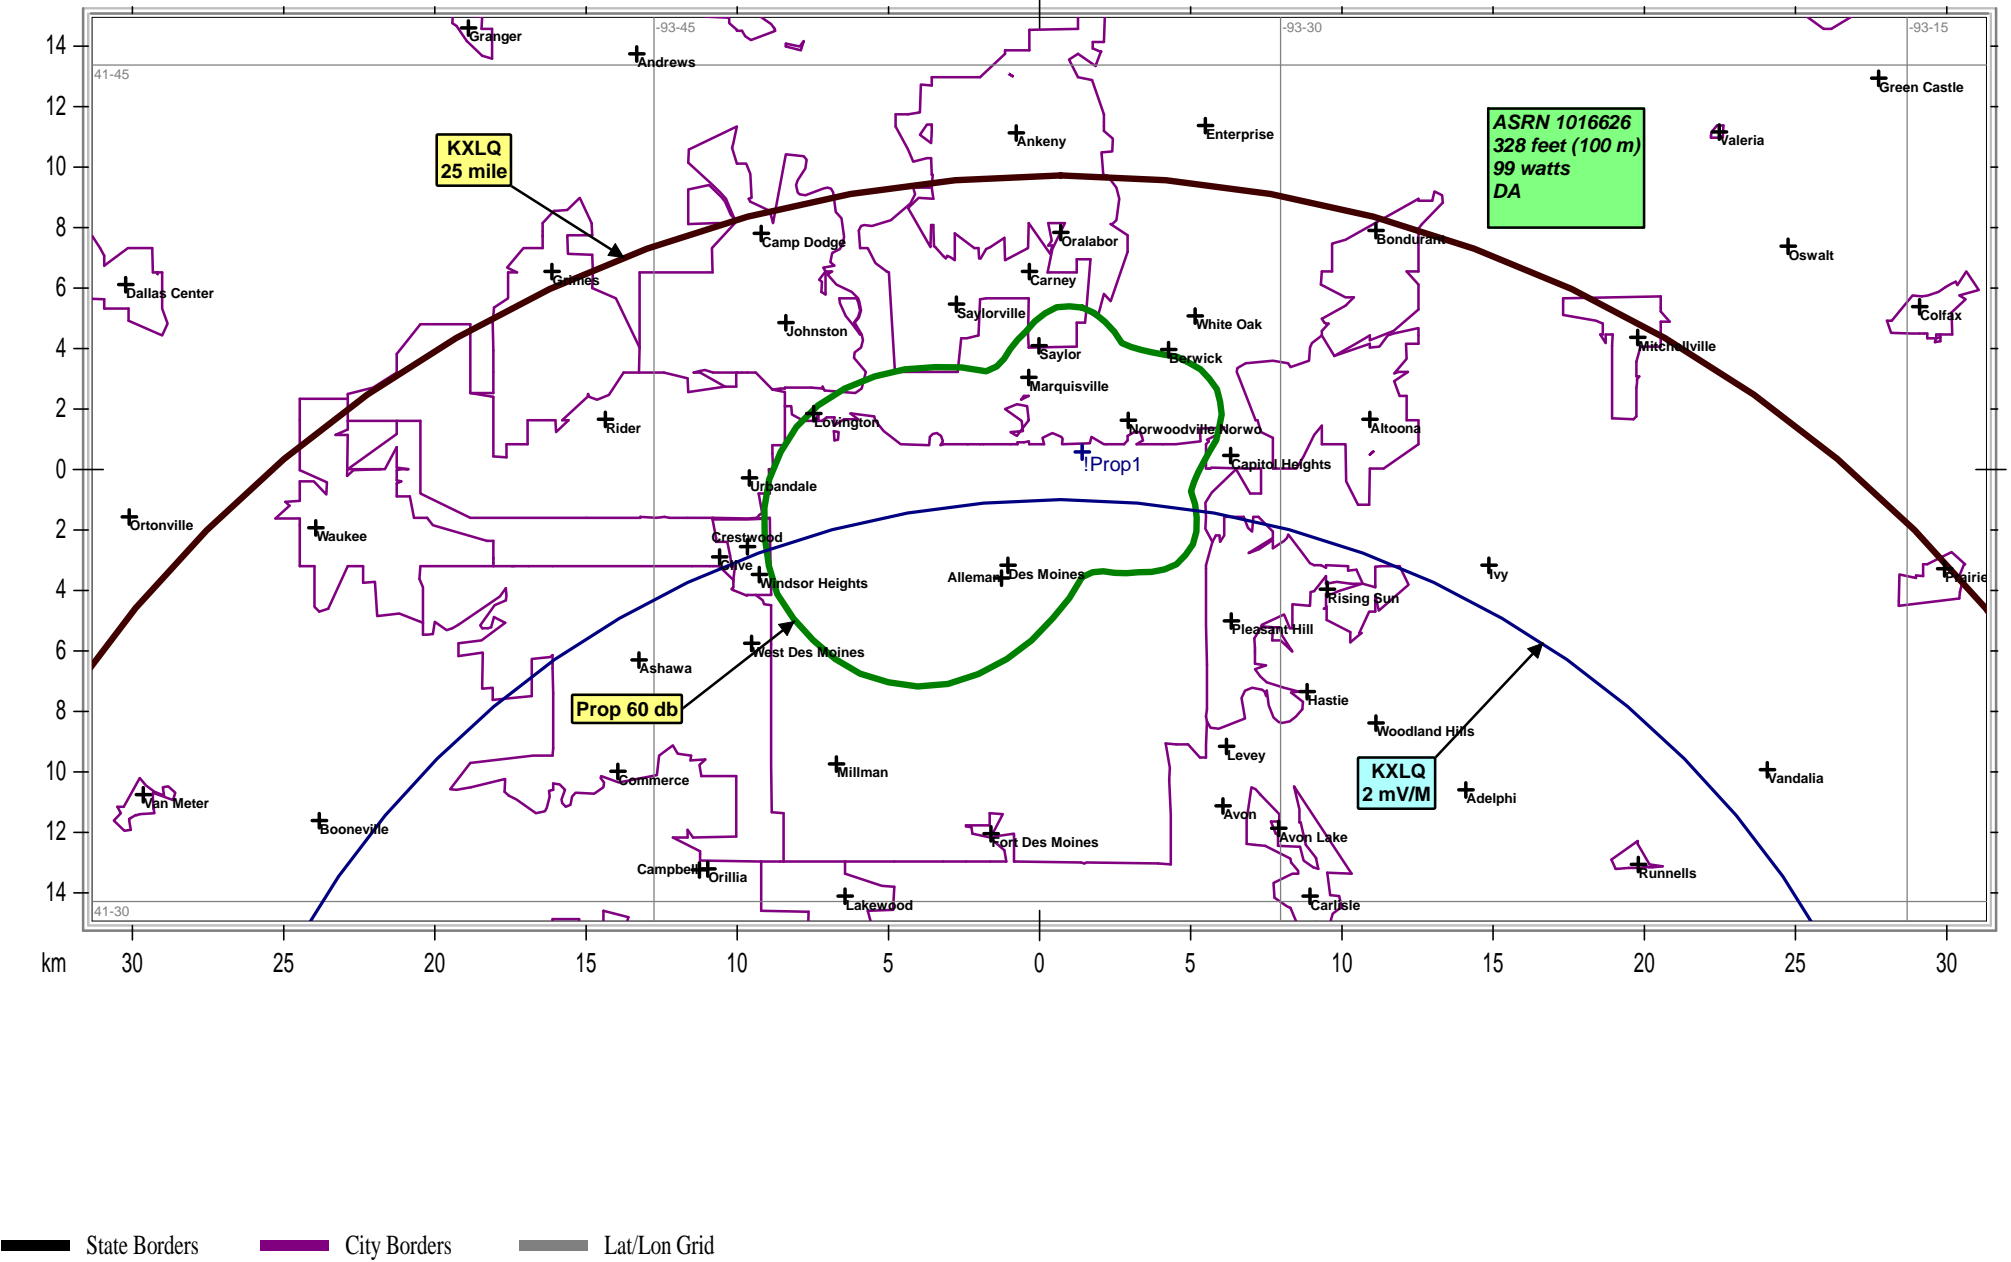 -93-45
-93-30
-93-15
Granger
14
Andrews
41-45
Green Castle
12
ASRN 1016626
328 feet (100 m)
99 watts
DA
Enterprise
Ankeny
Valeria
KXLQ
25 mile
10
8
Camp Dodge
Oralabor
Bondurant
Oswalt
Grimes
Carney
6
Dallas Center
Saylorville
Colfax
White Oak
Johnston
4
Saylor
Berwick
Mitchellville
Marquisville
2
Lovington
Rider
Norwoodville Norwo
Altoona
0
!Prop1
Capitol Heights
Urbandale
Ortonville
2
Waukee
Crestwood
Clive
Windsor Heights
Alleman
Des Moines
Ivy
Prairie
4
Rising Sun
Pleasant Hill
6
West Des Moines
Ashawa
Prop 60 db
Hastie
8
Woodland Hills
Levey
10
Commerce
Millman
KXLQ
2 mV/M
Vandalia
Adelphi
Van Meter
Avon
12
Booneville
Fort Des Moines
Avon Lake
Campbell
Orillia
Runnells
14
Lakewood
Carlisle
41-30
km
30
25
20
15
10
5
0
5
10
15
20
25
30
State Borders
City Borders
Lat/Lon Grid